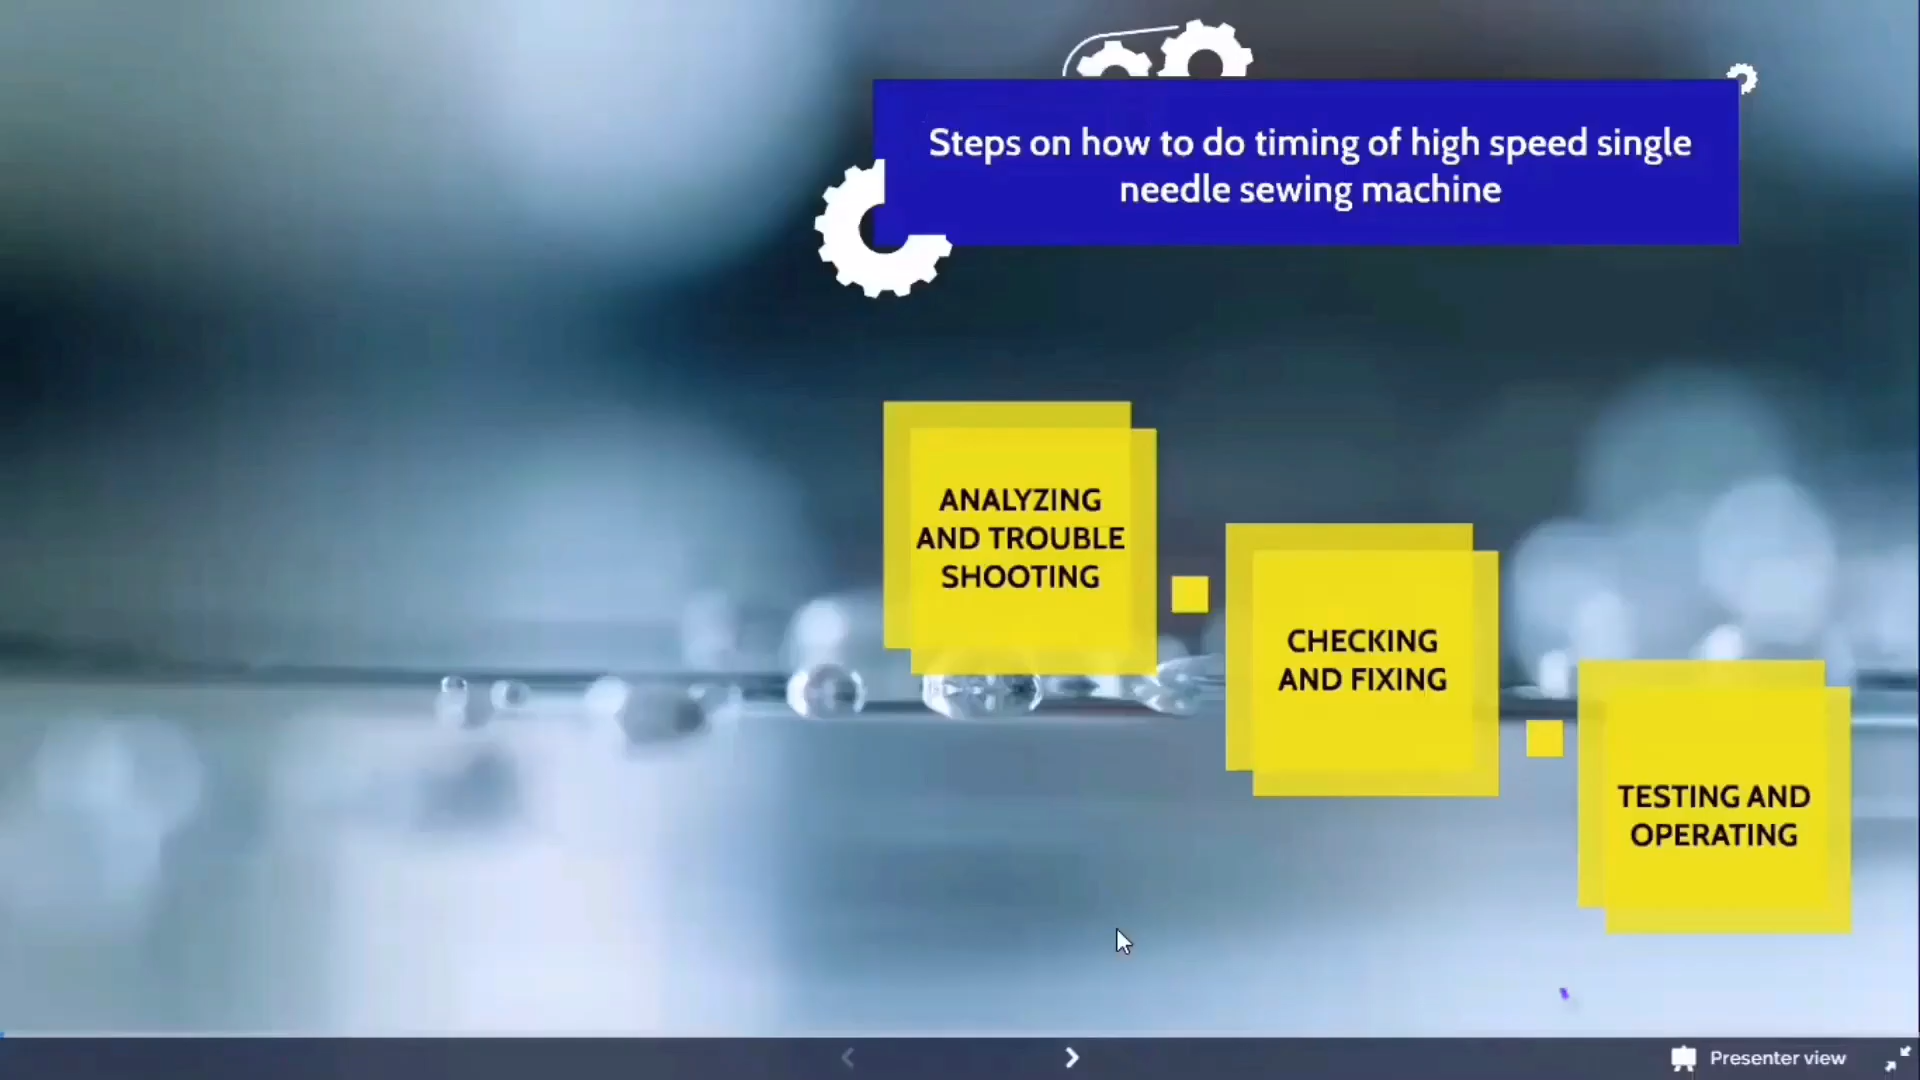 Steps on how to do timing of high speed single
needle sewing machine
ANALYZING
AND TROUBLE
SHOOTING
CHECKING
AND FIXING
TESTING AND
OPERATING
Presenter view